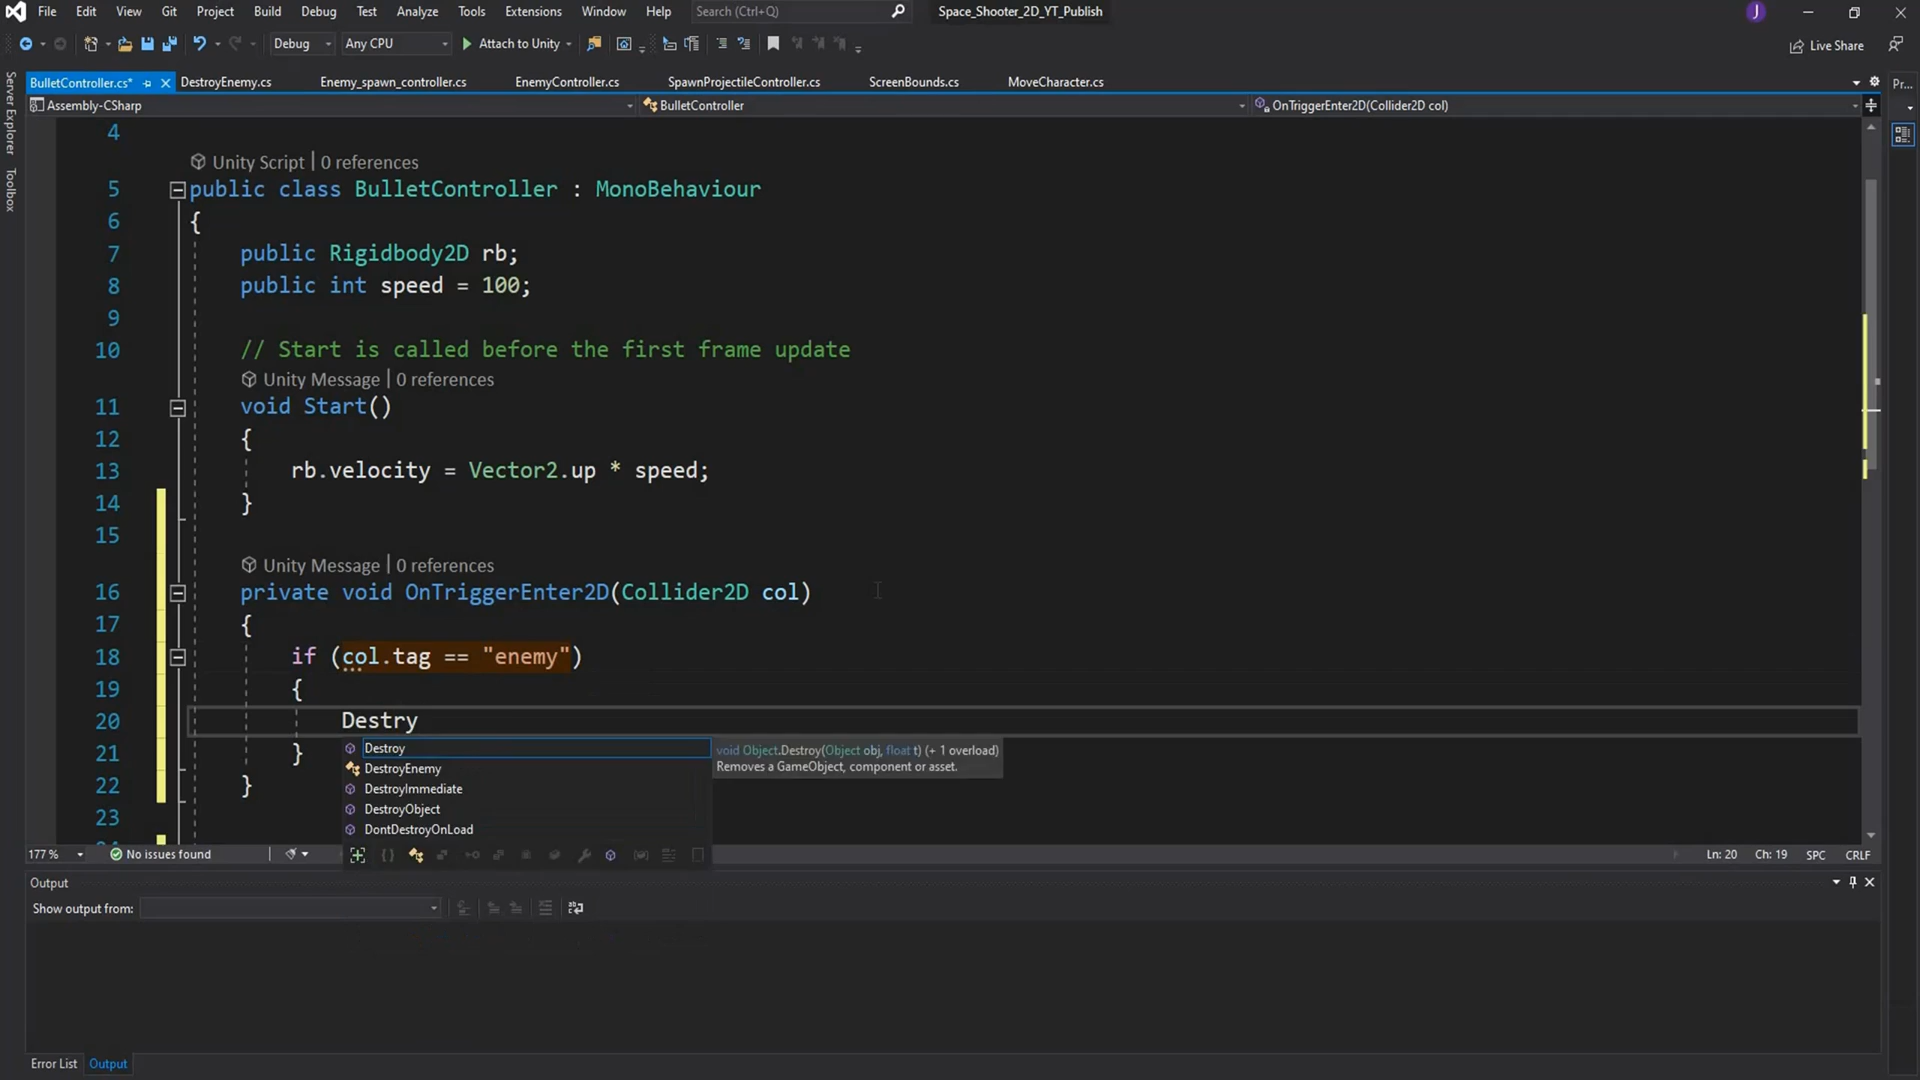 File Edit View Git Project Build Debug Test Analyze Tools Extensions Window Help Search (Ctrl+Q) Space_Shooter_2D_YT_Publish J
Debug Any CPU Attach to Unity Live Share
BulletController.cs* DestroyEnemy.cs Enemy_spawn_controller.cs EnemyController.cs SpawnProjectileController.cs ScreenBounds.cs MoveCharacter.cs Pr...
Assembly-CSharp BulletController OnTriggerEnter2D(Collider2D col)
Server Explorer
Toolbox
4
Unity Script | 0 references
5 public class BulletController : MonoBehaviour
6 {
7 public Rigidbody2D rb;
8 public int speed = 100;
9
10 // Start is called before the first frame update
Unity Message | 0 references
11 void Start()
12 {
13 rb.velocity = Vector2.up * speed;
14 }
15
Unity Message | 0 references
16 private void OnTriggerEnter2D(Collider2D col)
17 {
18 if (col.tag == "enemy")
19 {
20 Destry
21 }
22 }
23
Destroy
DestroyEnemy
DestroyImmediate
DestroyObject
DontDestroyOnLoad
void Object.Destroy(Object obj, float t) (+ 1 overload)
Removes a GameObject, component or asset.
177 % No issues found Ln: 20 Ch: 19 SPC CRLF
Output
Show output from:
Error List Output